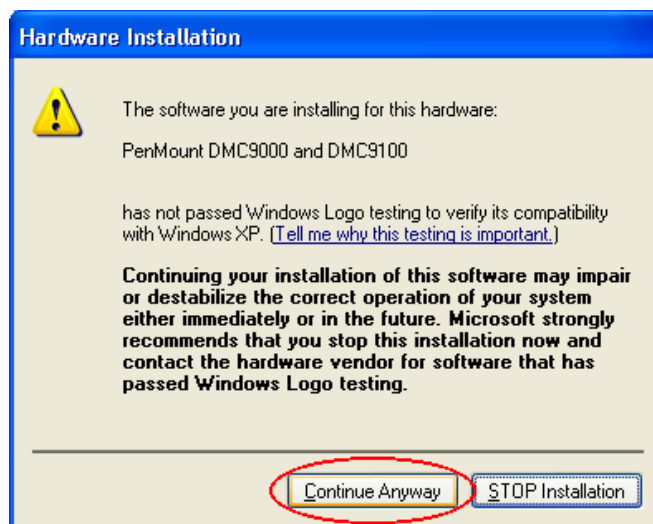 Hardware Installation
The software you are installing for this hardware:
PenMount DMC9000 and DMC9100
has not passed Windows Logo testing to verify its compatibility
with Windows XP. (Tell me why this testing is important.)
Continuing your installation of this software may impair
or destabilize the correct operation of your system
either immediately or in the future. Microsoft strongly
recommends that you stop this installation now and
contact the hardware vendor for software that has
passed Windows Logo testing.
Continue Anyway
STOP Installation